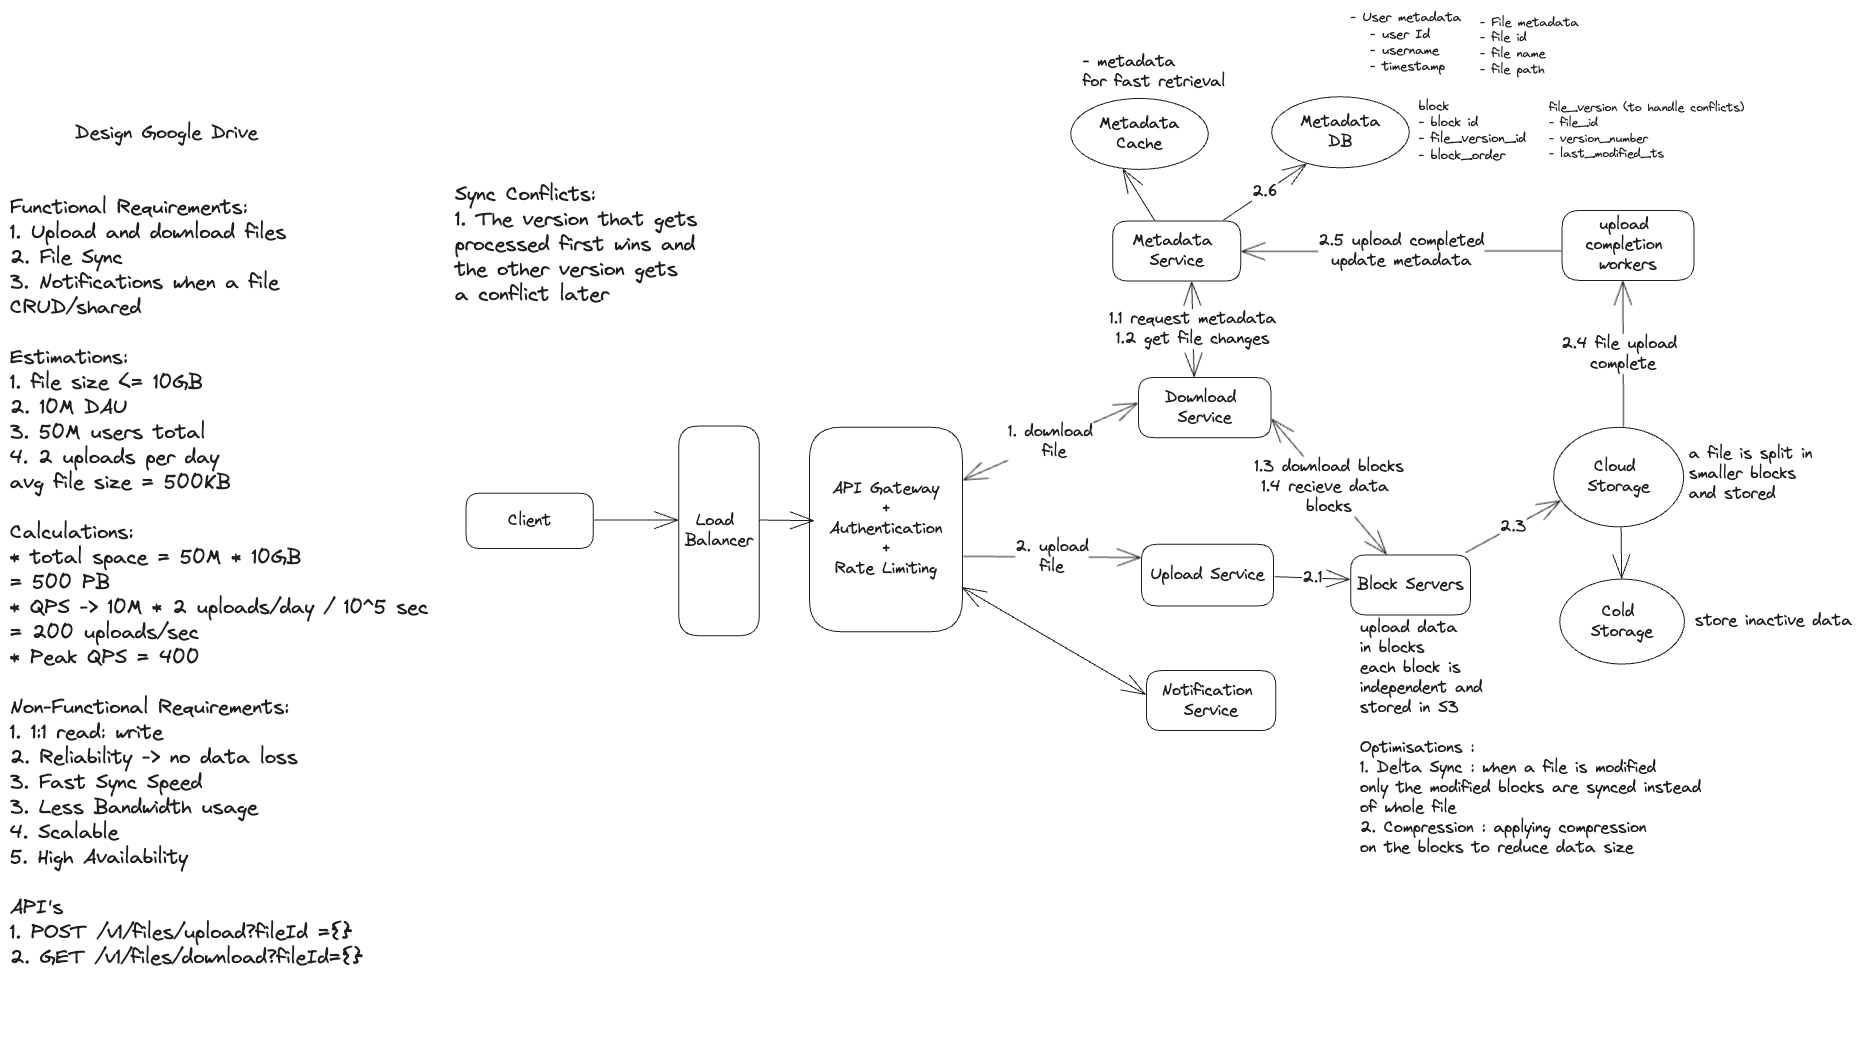 Design Google Drive
Functional Requirements:
1. Upload and download files
2. File Sync
3. Notifications when a file
CRUD/shared
Estimations:
1. file size <= 10GB
2. 10M DAU
3. 50M users total
4. 2 uploads per day
avg file size = 500KB
Calculations:
* total space = 50M * 10GB
= 500 PB
* QPS -> 10M * 2 uploads/day / 10^5 sec
= 200 uploads/sec
* Peak QPS = 400
Non-Functional Requirements:
1. 1:1 read: write
2. Reliability -> no data loss
3. Fast Sync Speed
3. Less Bandwidth usage
4. Scalable
5. High Availability
API's
1. POST /v1/files/upload?fileId ={}
2. GET /v1/files/download?fileId={}
Sync Conflicts:
1. The version that gets
processed first wins and
the other version gets
a conflict later
Client
Load
Balancer
API Gateway
+
Authentication
+
Rate Limiting
1. download
file
2. upload
file
Download
Service
Upload Service
Notification
Service
1.1 request metadata
1.2 get file changes
Metadata
Service
- metadata
for fast retrieval
Metadata
Cache
2.6
Metadata
DB
- User metadata
- user Id
- username
- timestamp
- File metadata
- file id
- file name
- file path
block
- block id
- file_version_id
- block_order
file_version (to handle conflicts)
- file_id
- version_number
- last_modified_ts
2.5 upload completed
update metadata
upload
completion
workers
2.4 file upload
complete
1.3 download blocks
1.4 recieve data
blocks
2.1
Block Servers
2.3
Cloud
Storage
a file is split in
smaller blocks
and stored
Cold
Storage
store inactive data
upload data
in blocks
each block is
independent and
stored in S3
Optimisations :
1. Delta Sync : when a file is modified
only the modified blocks are synced instead
of whole file
2. Compression : applying compression
on the blocks to reduce data size